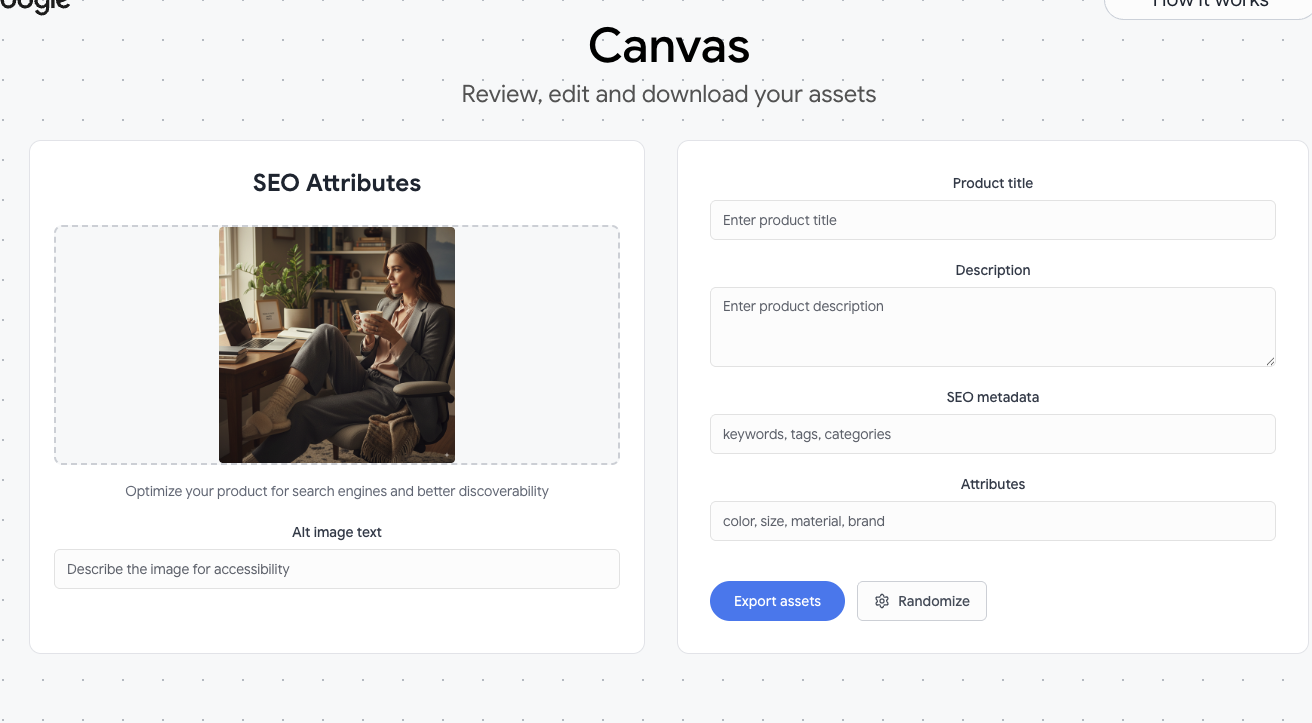 How it works
Canvas
Review, edit and download your assets
SEO Attributes
Optimize your product for search engines and better discoverability
Alt image text
Describe the image for accessibility
Product title
Enter product title
Description
Enter product description
SEO metadata
keywords, tags, categories
Attributes
color, size, material, brand
Export assets
Randomize